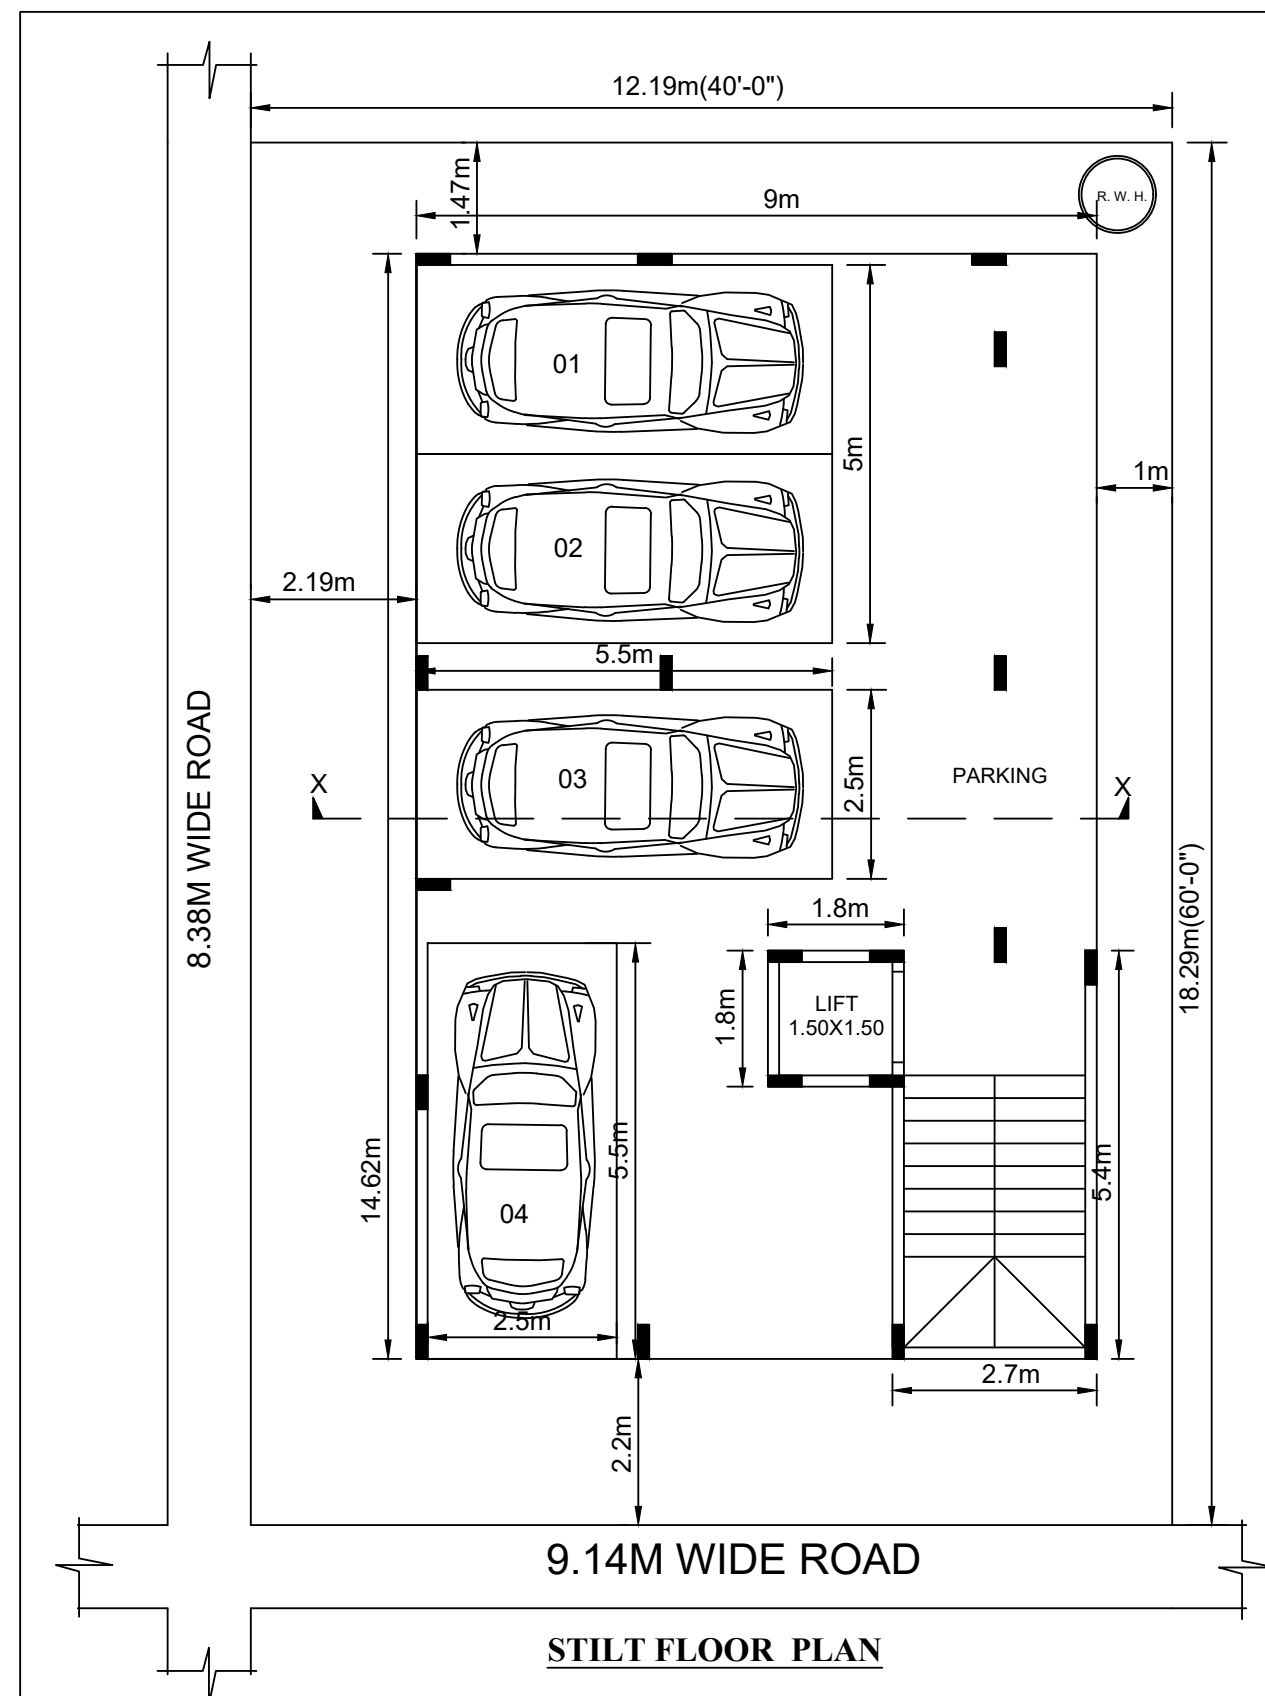 12.19m(40'-0")
1.47m
9m
R. W. H.
01
5m
1m
02
2.19m
5.5m
8.38M WIDE ROAD
03
2.5m
PARKING
X
X
18.29m(60'-0")
1.8m
1.8m
LIFT
1.50X1.50
14.62m
5.5m
5.4m
04
2.5m
2.7m
2.2m
9.14M WIDE ROAD
STILT FLOOR PLAN